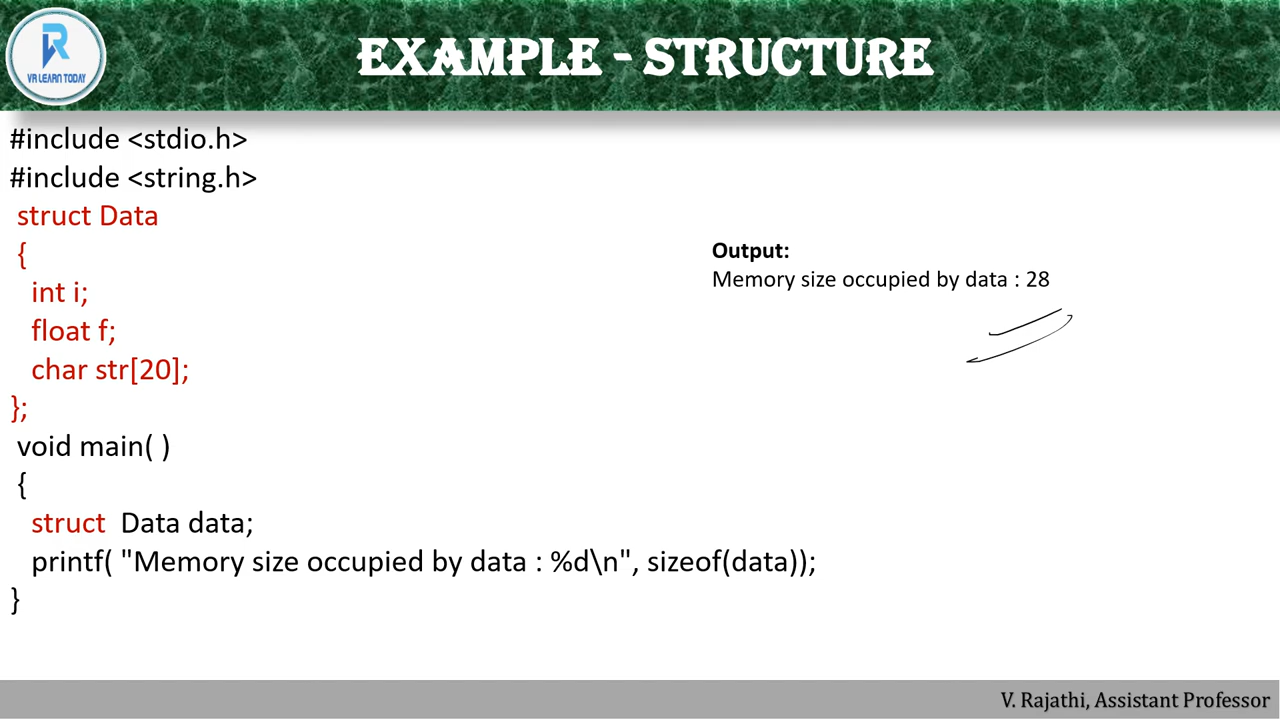 VR LEARN TODAY
EXAMPLE - STRUCTURE
#include <stdio.h>
#include <string.h>
struct Data
{
int i;
float f;
char str[20];
};
void main( )
{
struct  Data data;
printf( "Memory size occupied by data : %d\n", sizeof(data));
}
Output:
Memory size occupied by data : 28
V. Rajathi, Assistant Professor